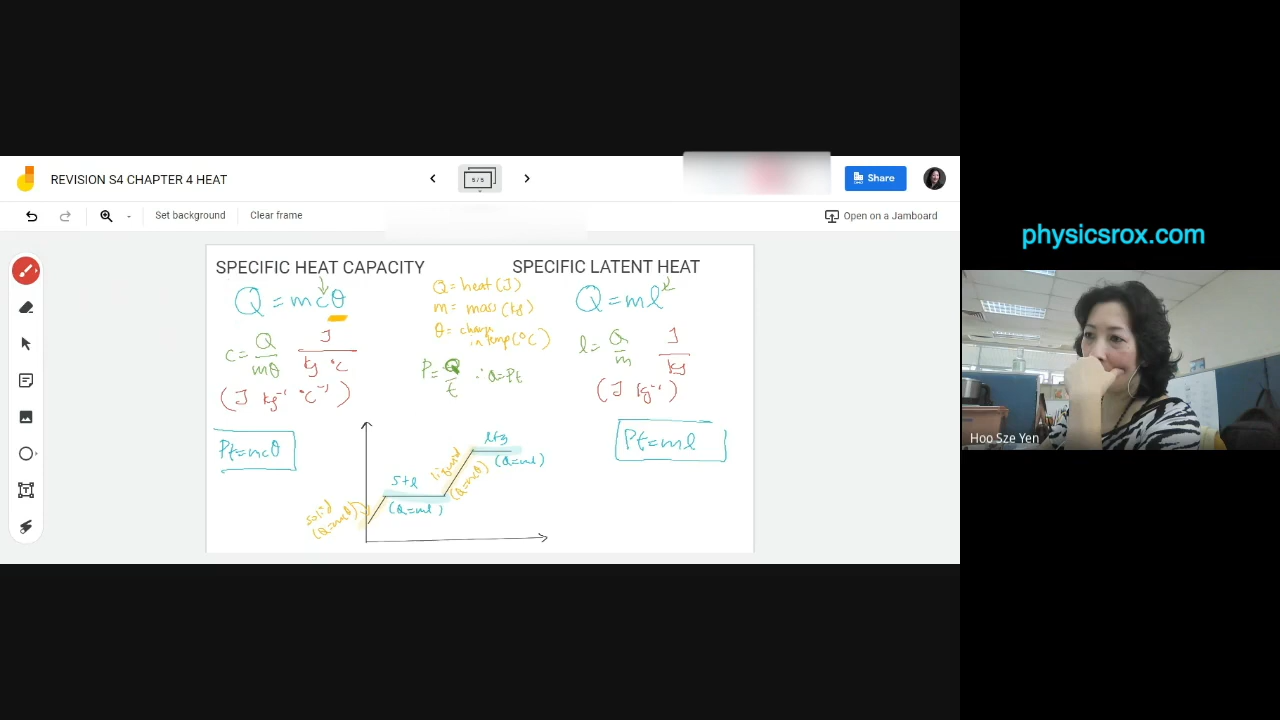 REVISION S4 CHAPTER 4 HEAT
5 / 5
Share
Set background
Clear frame
Open on a Jamboard
physicsrox.com
SPECIFIC HEAT CAPACITY
Q = mcθ
c = Q/mθ
J/kg °C
(J kg⁻¹ °C⁻¹)
Pt = mcθ
Q = heat (J)
m = mass (kg)
θ = change
in temp (°C)
P = Q/t
∴ Q = Pt
SPECIFIC LATENT HEAT
Q = ml
l = Q/m
J/kg
(J kg⁻¹)
Pt = ml
solid
(Q = mcθ)
s + l
(Q = ml)
liquid
(Q = mcθ)
l + g
(Q = ml)
Hoo Sze Yen